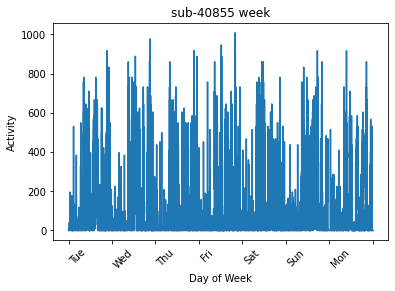 sub-40855 week
1000
800
600
400
200
0
Activity
Tue
Wed
Thu
Fri
Sat
Sun
Mon
Day of Week